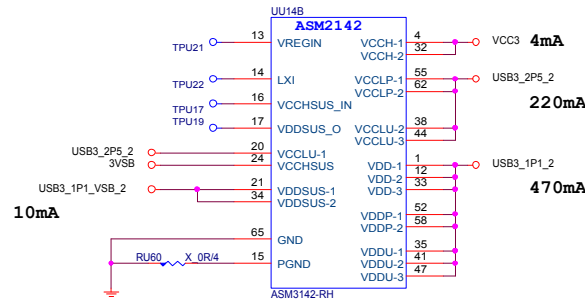 UU14B
ASM2142
TPU21 13 VREGIN VCCH-1 4 VCC3 4mA
VCCH-2 32
TPU22 14 LXI VCCLP-1 55 USB3_2P5_2
VCCLP-2 62
220mA
TPU17 16 VCCHSUS_IN
TPU19 17 VDDSUS_O VCCLU-2 38
VCCLU-3 44
USB3_2P5_2 20 VCCLU-1
3VSB 24 VCCHSUS VDD-1 1 USB3_1P1_2
VDD-2 12
USB3_1P1_VSB_2 21 VDDSUS-1 VDD-3 33
470mA
10mA
34 VDDSUS-2
VDDP-1 52
VDDP-2 58
65 GND
VDDU-1 35
RU60 X_0R/4 15 PGND VDDU-2 41
VDDU-3 47
ASM3142-RH